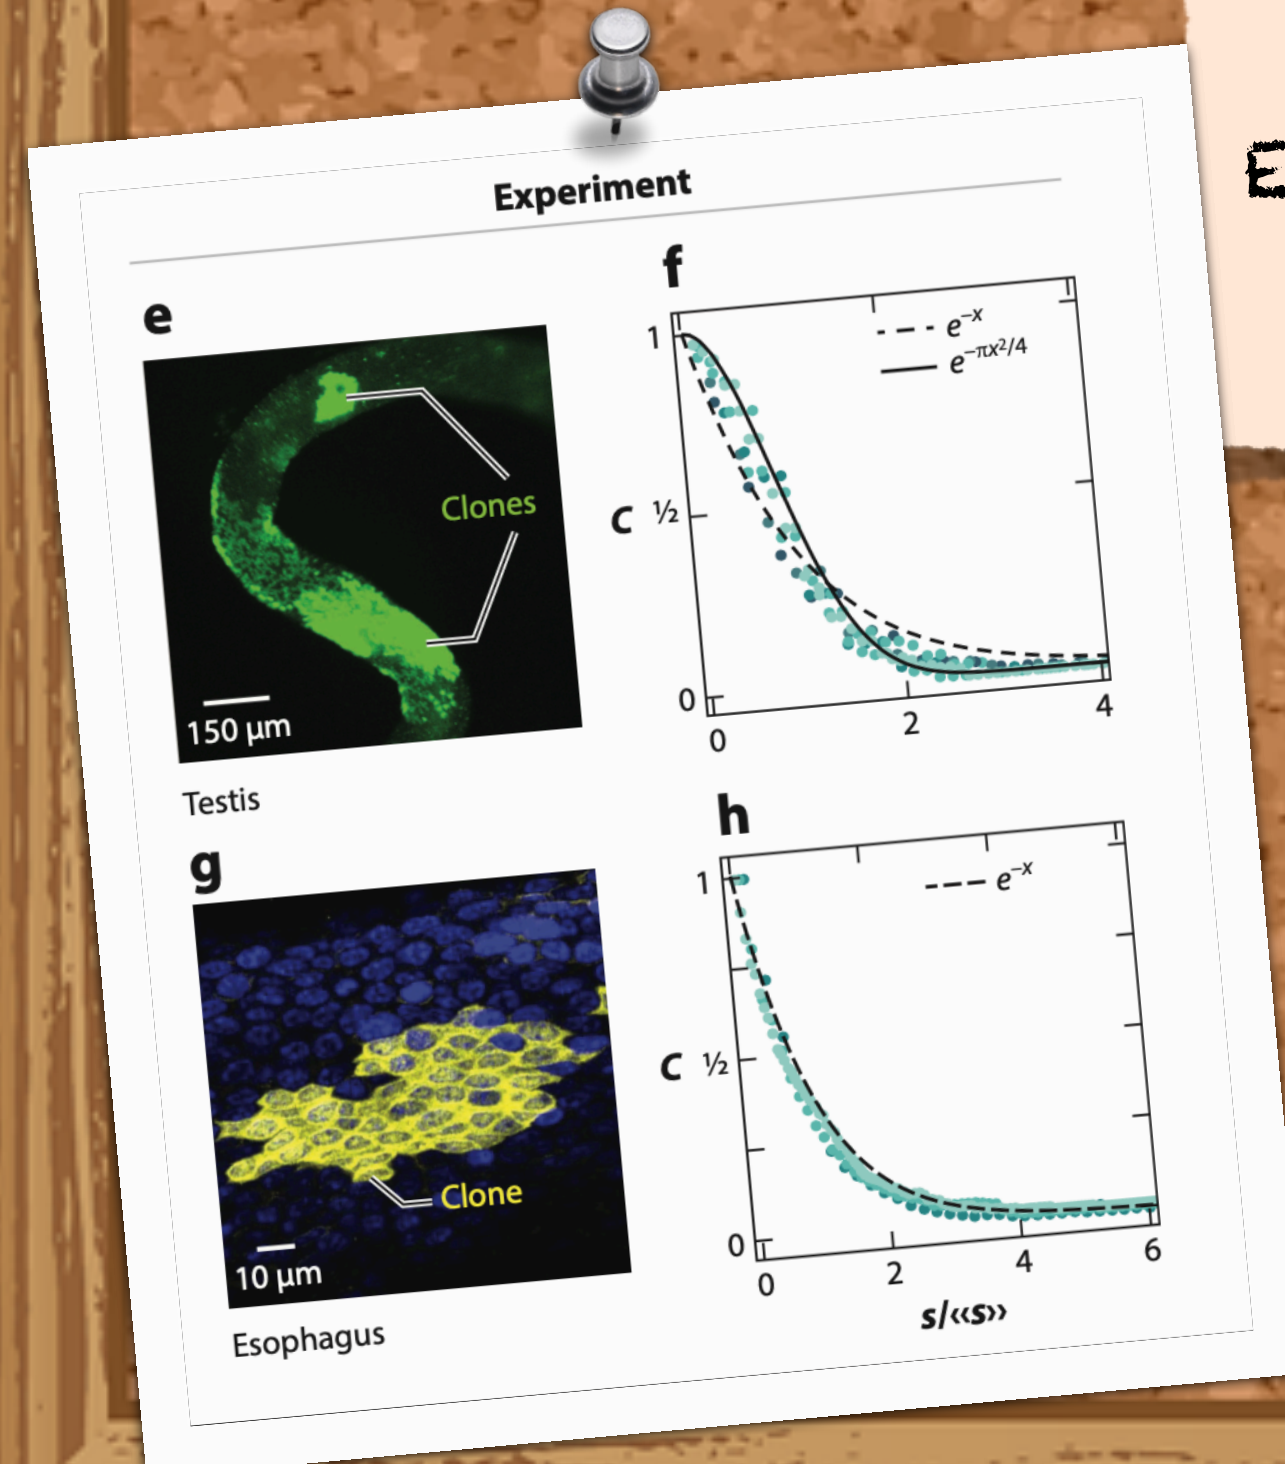 Experiment
e
Clones
150 μm
Testis
f
1
C
½
0
0
2
4
e⁻ˣ
e^–πx²/4
g
Clone
10 μm
Esophagus
h
1
C
½
0
0
2
4
6
e⁻ˣ
s/‹‹s››
E